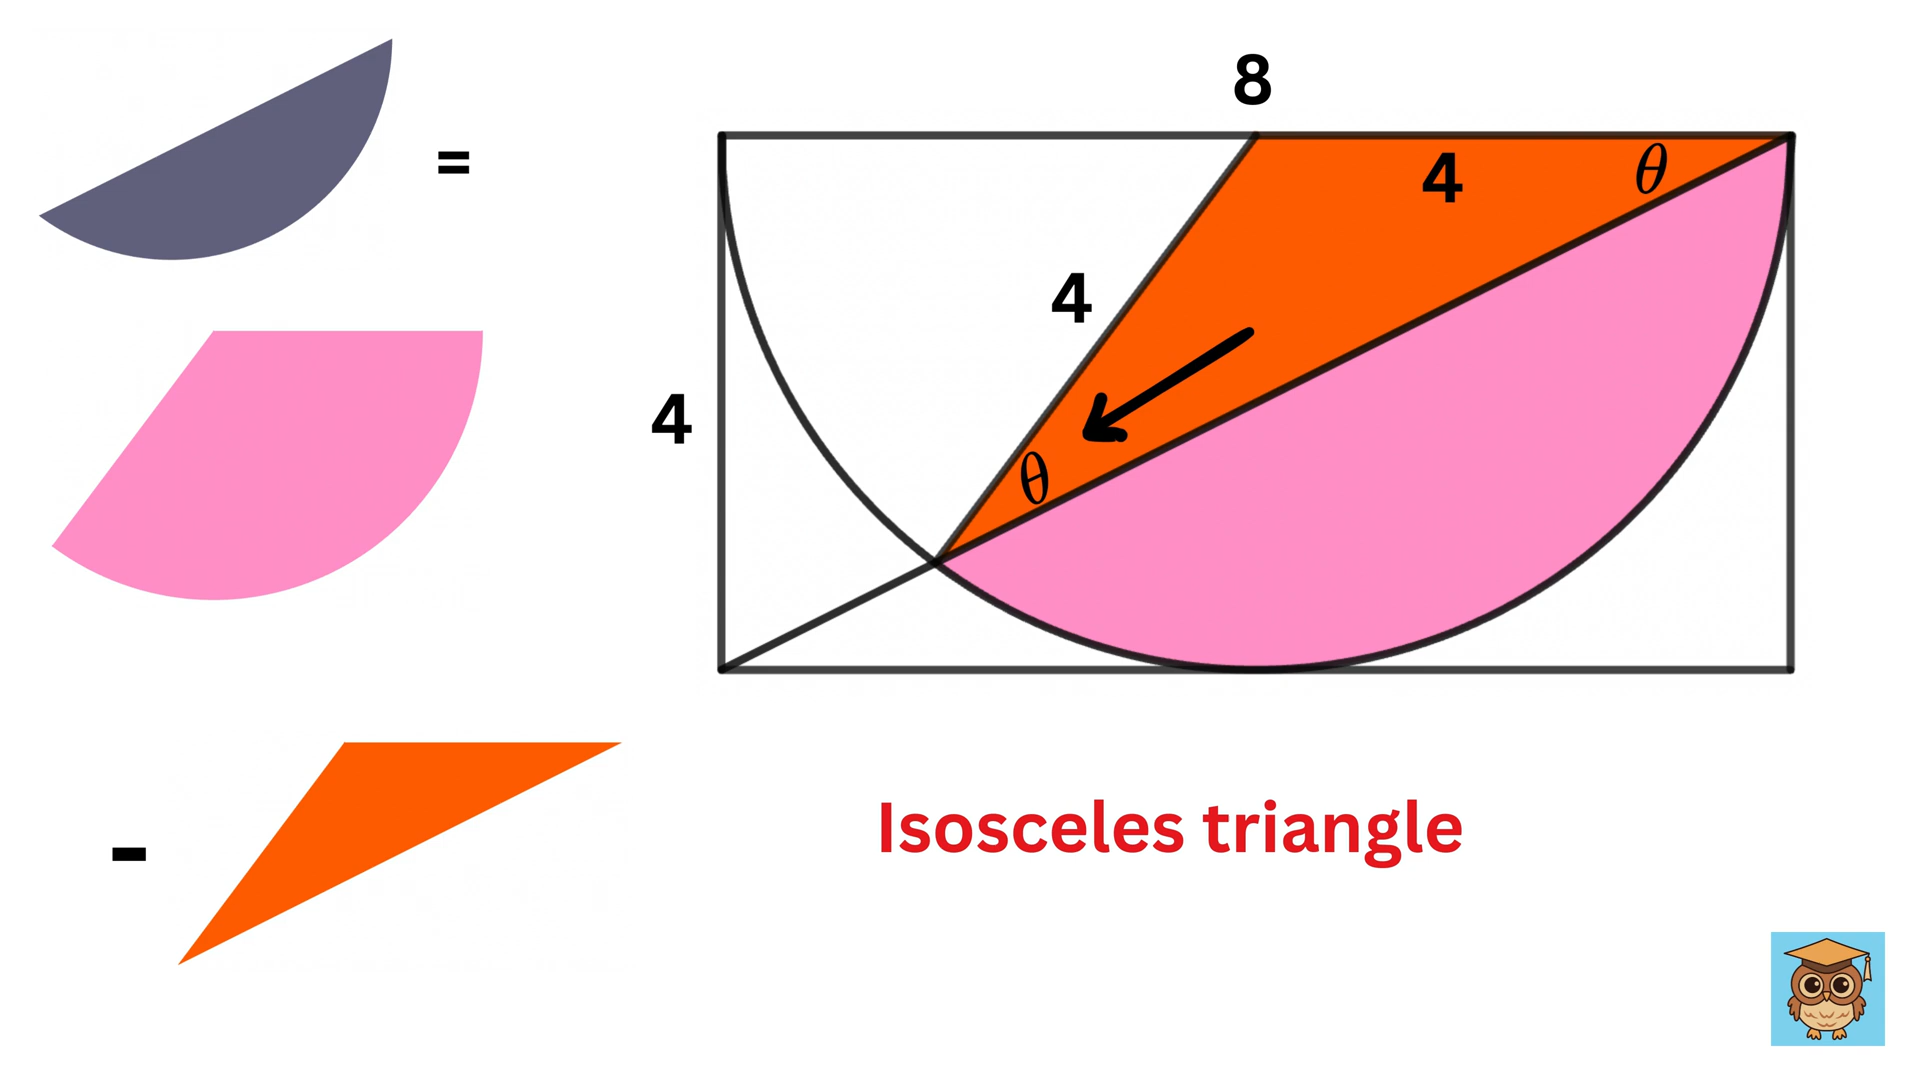 8
=
4
θ
4
4
θ
-
Isosceles triangle